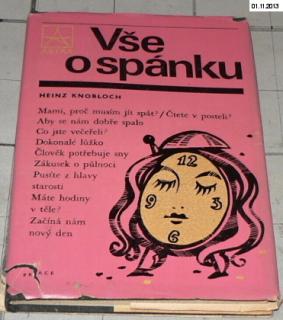 01.11.2013
Vše
o spánku
HEINZ KNOBLOCH
Mami, proč musím jít spát?/Čtete v posteli?
Aby se nám dobře spalo
Co jste večeřeli?
Dokonalé lůžko
Člověk potřebuje sny
Zákusek o půlnoci
Pusťte z hlavy
starosti
Máte hodiny
v těle?
Začíná nám
nový den
12
9 3
6
PRÁCE